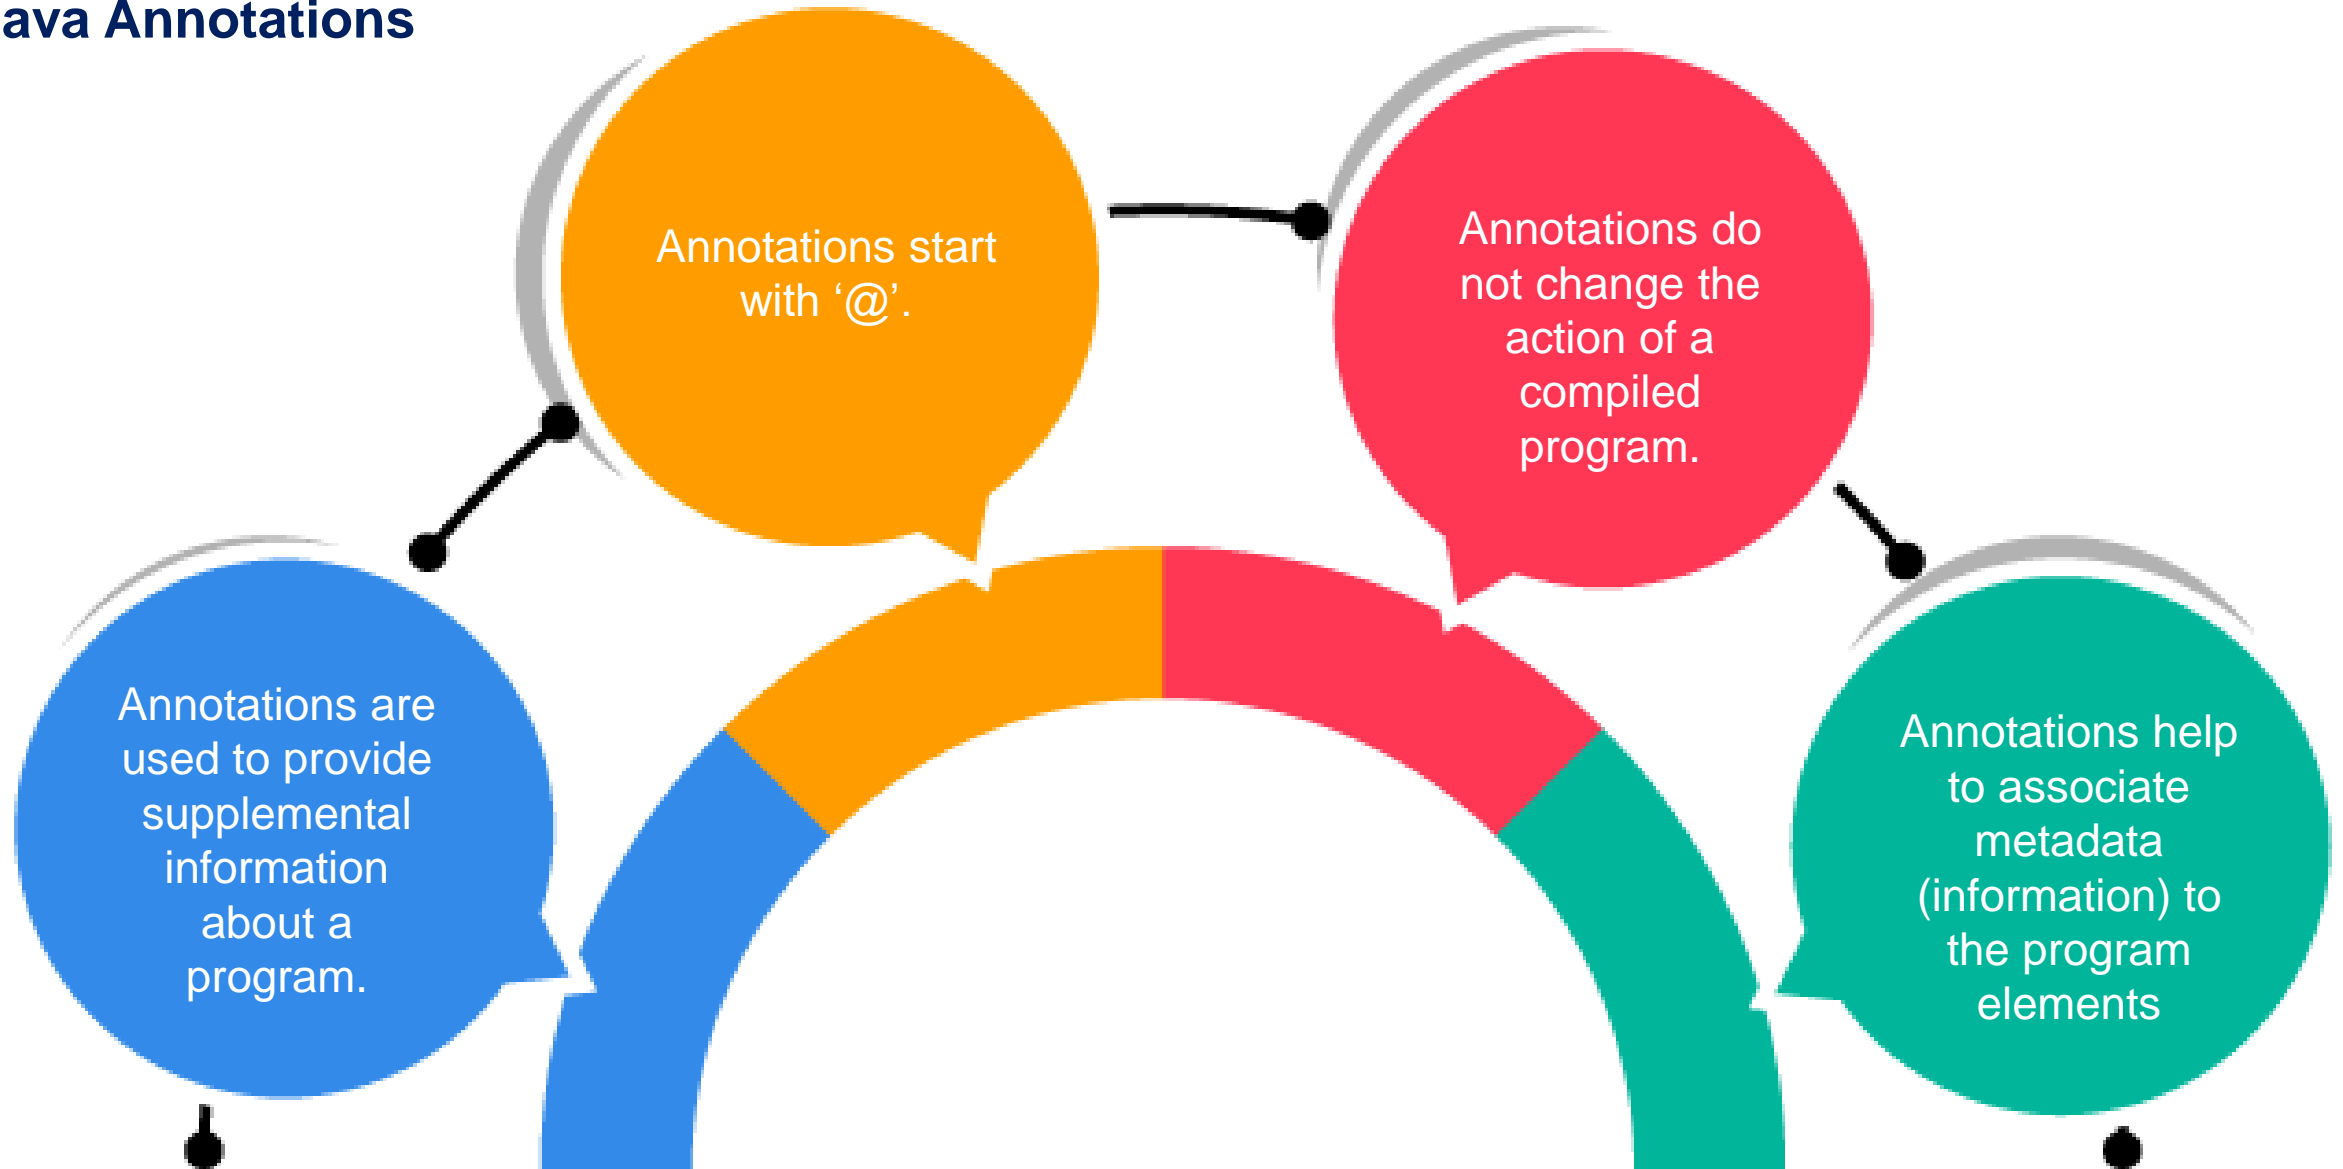 ava Annotations
Annotations start
with ‘@’.
Annotations do
not change the
action of a
compiled
program.
Annotations are
used to provide
supplemental
information
about a
program.
Annotations help
to associate
metadata
(information) to
the program
elements